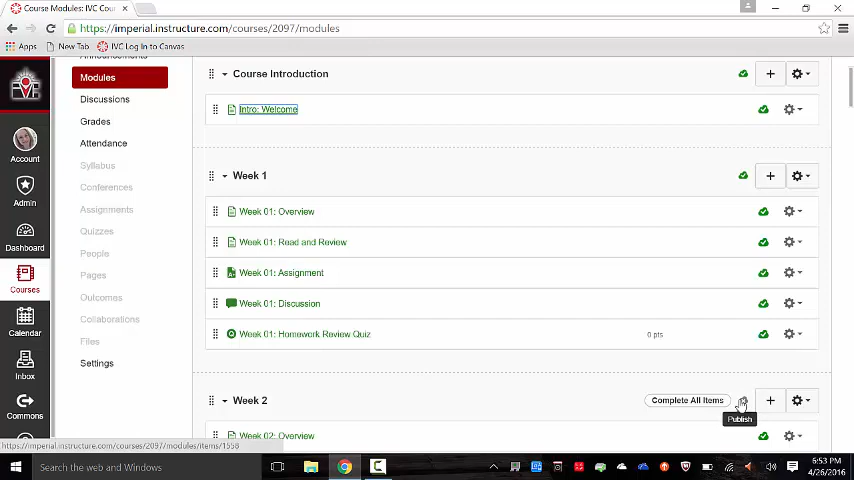 Course Modules: IVC Cou
https://imperial.instructure.com/courses/2097/modules
Apps
New Tab
IVC Log In to Canvas
Account
Admin
Dashboard
Courses
Calendar
Inbox
Commons
Announcements
Modules
Discussions
Grades
Attendance
Syllabus
Conferences
Assignments
Quizzes
People
Pages
Outcomes
Collaborations
Files
Settings
Course Introduction
Intro: Welcome
Week 1
Week 01: Overview
Week 01: Read and Review
Week 01: Assignment
Week 01: Discussion
Week 01: Homework Review Quiz
0 pts
Week 2
Complete All Items
Publish
Week 02: Overview
https://imperial.instructure.com/courses/2097/modules/items/1558
Search the web and Windows
6:53 PM
4/26/2016